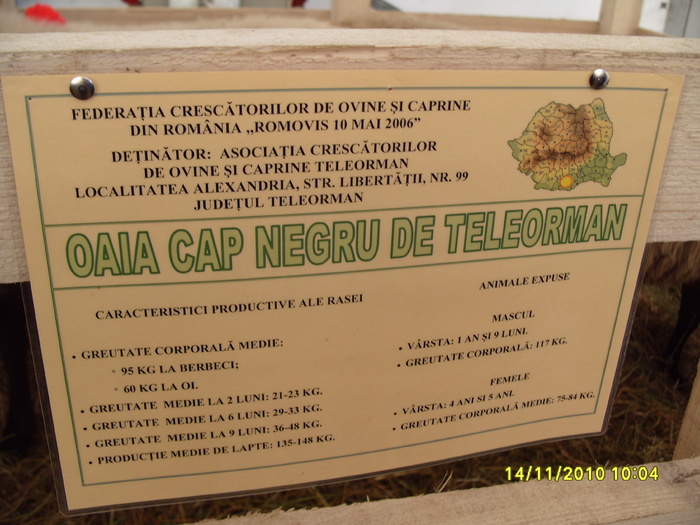 FEDERAȚIA CRESCĂTORILOR DE OVINE ȘI CAPRINE
DIN ROMÂNIA „ROMOVIS 10 MAI 2006”
DEȚINĂTOR: ASOCIAȚIA CRESCĂTORILOR
DE OVINE ȘI CAPRINE TELEORMAN
LOCALITATEA ALEXANDRIA, STR. LIBERTĂȚII, NR. 99
JUDEȚUL TELEORMAN
OAIA CAP NEGRU DE TELEORMAN
CARACTERISTICI PRODUCTIVE ALE RASEI
• GREUTATE CORPORALĂ MEDIE:
◦ 95 KG LA BERBECI;
◦ 60 KG LA OI.
• GREUTATE MEDIE LA 2 LUNI: 21-23 KG.
• GREUTATE MEDIE LA 6 LUNI: 29-33 KG.
• GREUTATE MEDIE LA 9 LUNI: 36-48 KG.
• PRODUCȚIE MEDIE DE LAPTE: 135-148 KG.
ANIMALE EXPUSE
MASCUL
• VÂRSTA: 1 AN ȘI 9 LUNI.
• GREUTATE CORPORALĂ: 117 KG.
FEMELE
• VÂRSTA: 4 ANI SI 5 ANI.
• GREUTATE CORPORALĂ MEDIE: 75-84 KG.
14/11/2010 10:04